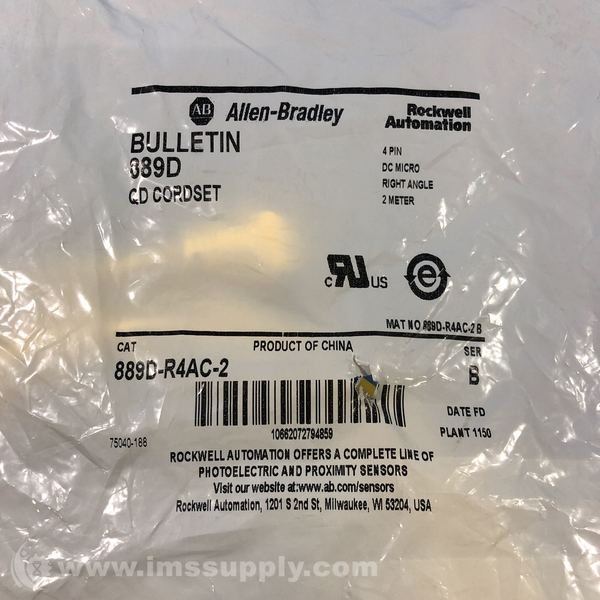 AB Allen-Bradley
Rockwell Automation
BULLETIN
889D
QD CORDSET
4 PIN
DC MICRO
RIGHT ANGLE
2 METER
c RU US
e
MAT NO 889D-R4AC-2 B
CAT
PRODUCT OF CHINA
SER
889D-R4AC-2
B
10662072794859
DATE FD
75040-188
PLANT 1150
ROCKWELL AUTOMATION OFFERS A COMPLETE LINE OF
PHOTOELECTRIC AND PROXIMITY SENSORS
Visit our website at:www.ab.com/sensors
Rockwell Automation, 1201 S 2nd St, Milwaukee, WI 53204, USA
www.imssupply.com/